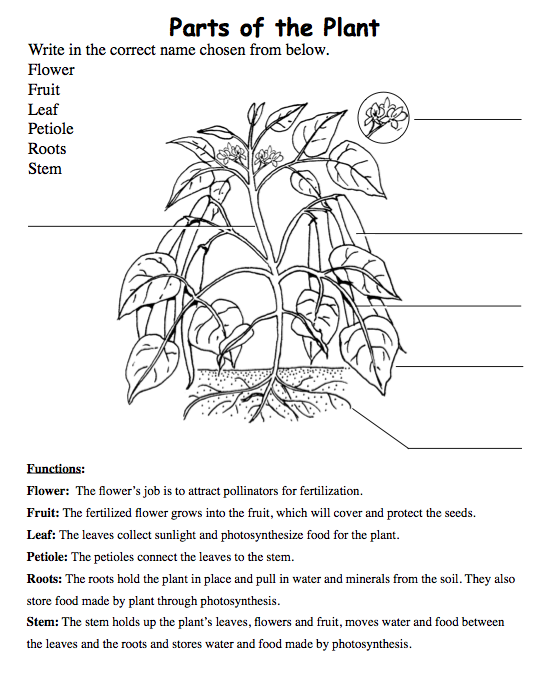 Parts of the Plant
Write in the correct name chosen from below.
Flower
Fruit
Leaf
Petiole
Roots
Stem
Functions:
Flower: The flower’s job is to attract pollinators for fertilization.
Fruit: The fertilized flower grows into the fruit, which will cover and protect the seeds.
Leaf: The leaves collect sunlight and photosynthesize food for the plant.
Petiole: The petioles connect the leaves to the stem.
Roots: The roots hold the plant in place and pull in water and minerals from the soil. They also
store food made by plant through photosynthesis.
Stem: The stem holds up the plant’s leaves, flowers and fruit, moves water and food between
the leaves and the roots and stores water and food made by photosynthesis.